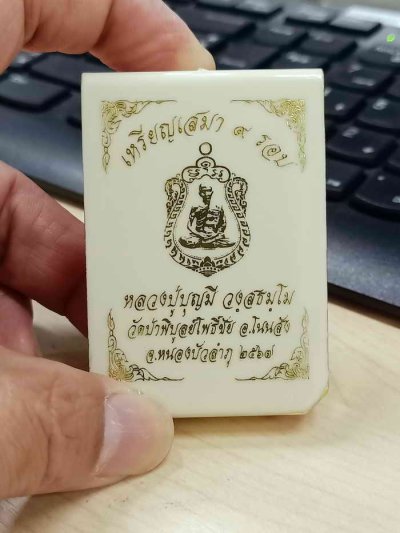 เหรียญเสมา ๙ รอบ
หลวงปู่บุญมี วงฺสธมฺโม
วัดป่าพิบูลย์โพธิ์ชัย อ.โนนสัง
จ.หนองบัวลำภู ๒๕๖๗